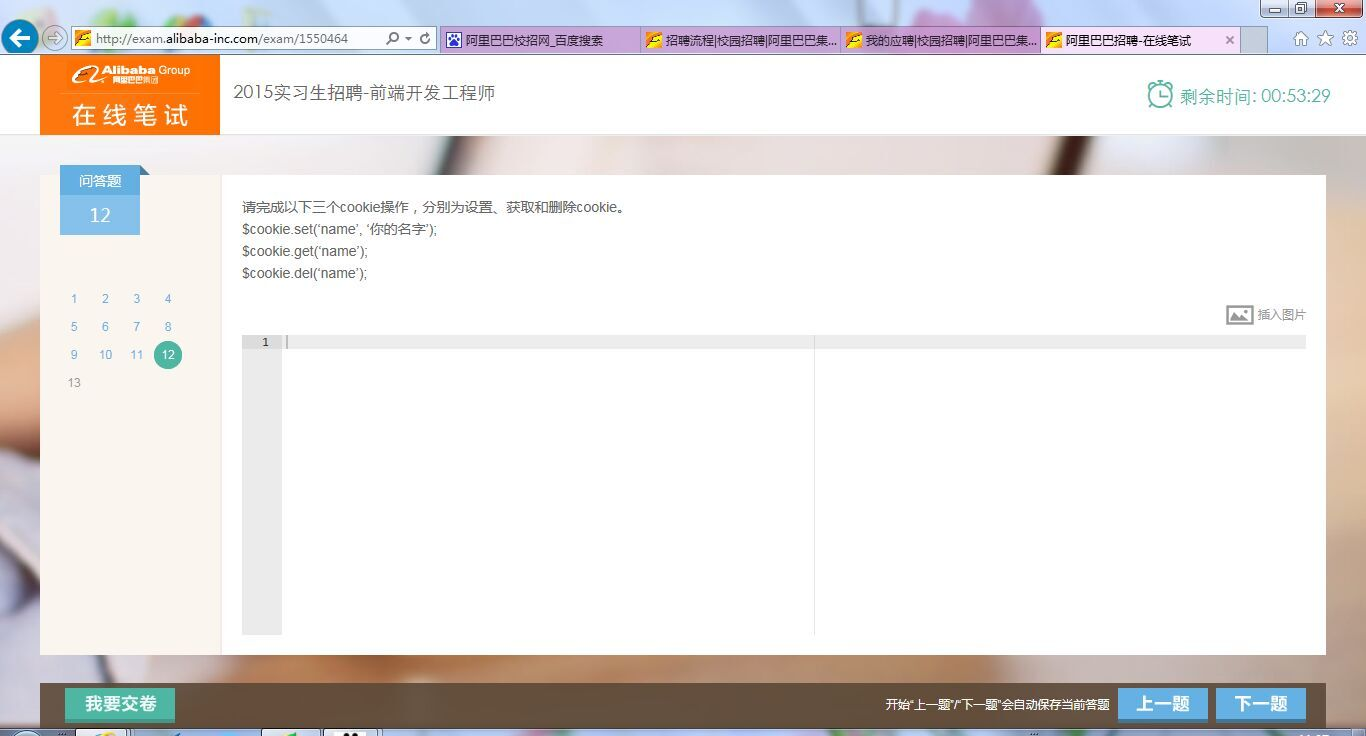 http://exam.alibaba-inc.com/exam/1550464
阿里巴巴校招网_百度搜索
招聘流程|校园招聘|阿里巴巴集...
我的应聘|校园招聘|阿里巴巴集...
阿里巴巴招聘-在线笔试
Alibaba Group
阿里巴巴集团
在线笔试
2015实习生招聘-前端开发工程师
剩余时间: 00:53:29
问答题
12
1 2 3 4
5 6 7 8
9 10 11 12
13
请完成以下三个cookie操作，分别为设置、获取和删除cookie。
$cookie.set(‘name’, ‘你的名字’);
$cookie.get(‘name’);
$cookie.del(‘name’);
插入图片
1
我要交卷
开始“上一题”/“下一题”会自动保存当前答题
上一题
下一题